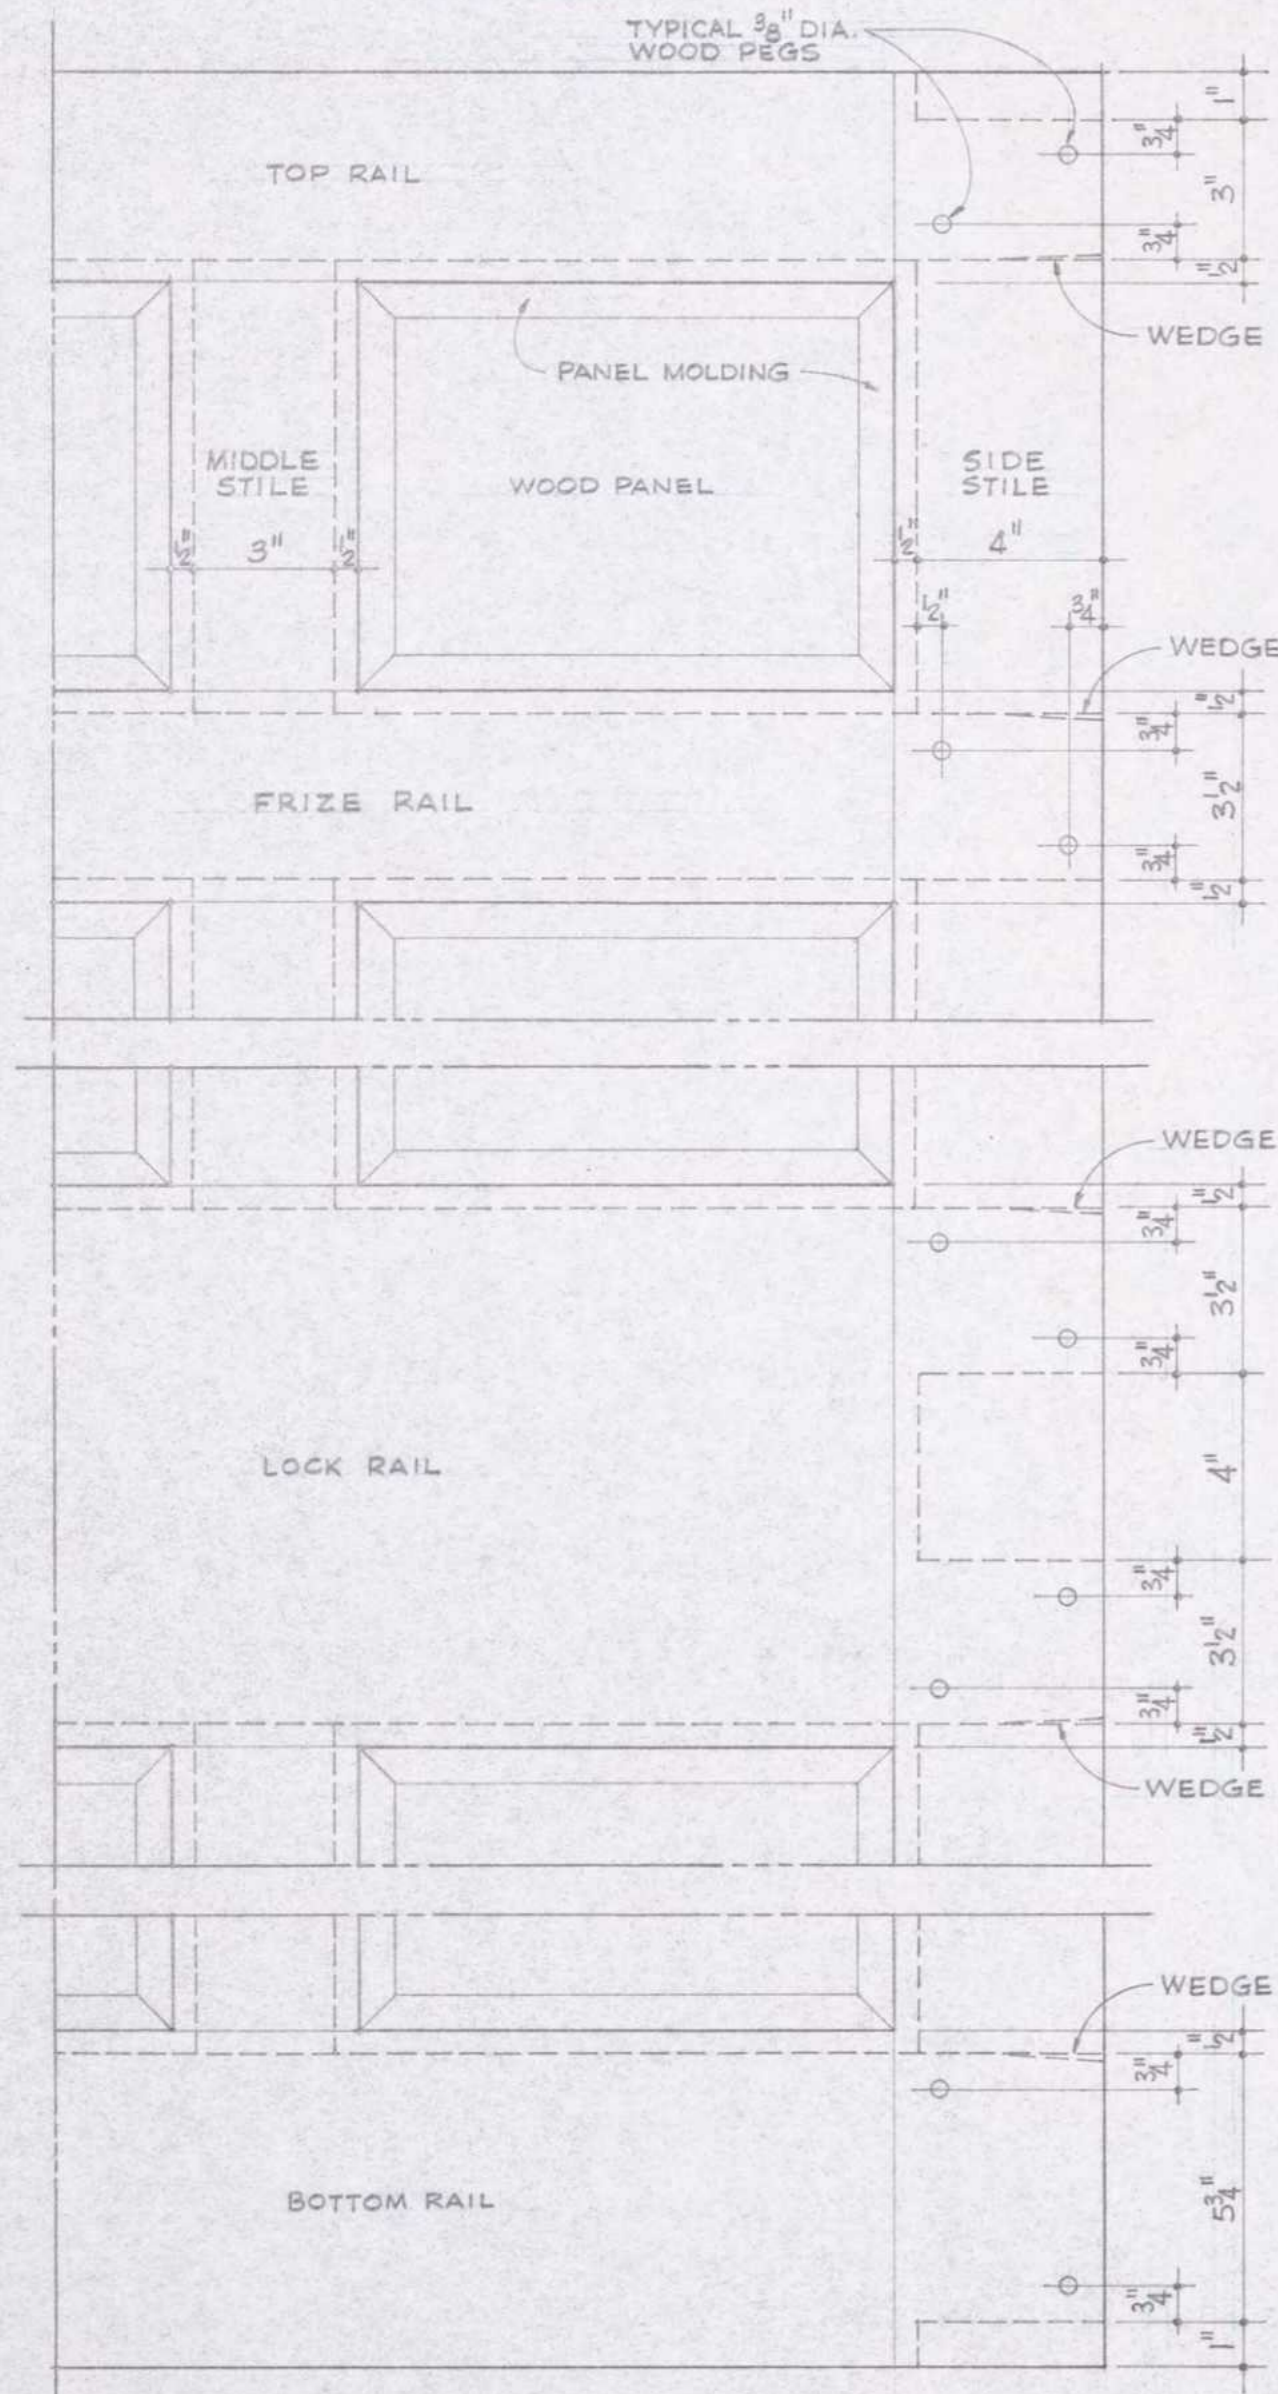 TYPICAL 3/8" DIA.
WOOD PEGS
1"
3/4"
TOP RAIL
3"
3/4"
1/2"
WEDGE
PANEL MOLDING
MIDDLE
STILE
WOOD PANEL
SIDE
STILE
1/2" 3" 1/2" 1/2" 4"
1/2" 3/4"
WEDGE
1/2"
3/4"
FRIZE RAIL
3 1/2"
3/4"
1/2"
WEDGE
1/2"
3/4"
3 1/2"
3/4"
LOCK RAIL
4"
3/4"
3 1/2"
3/4"
1/2"
WEDGE
WEDGE
1/2"
3/4"
BOTTOM RAIL
5 3/4"
3/4"
1"